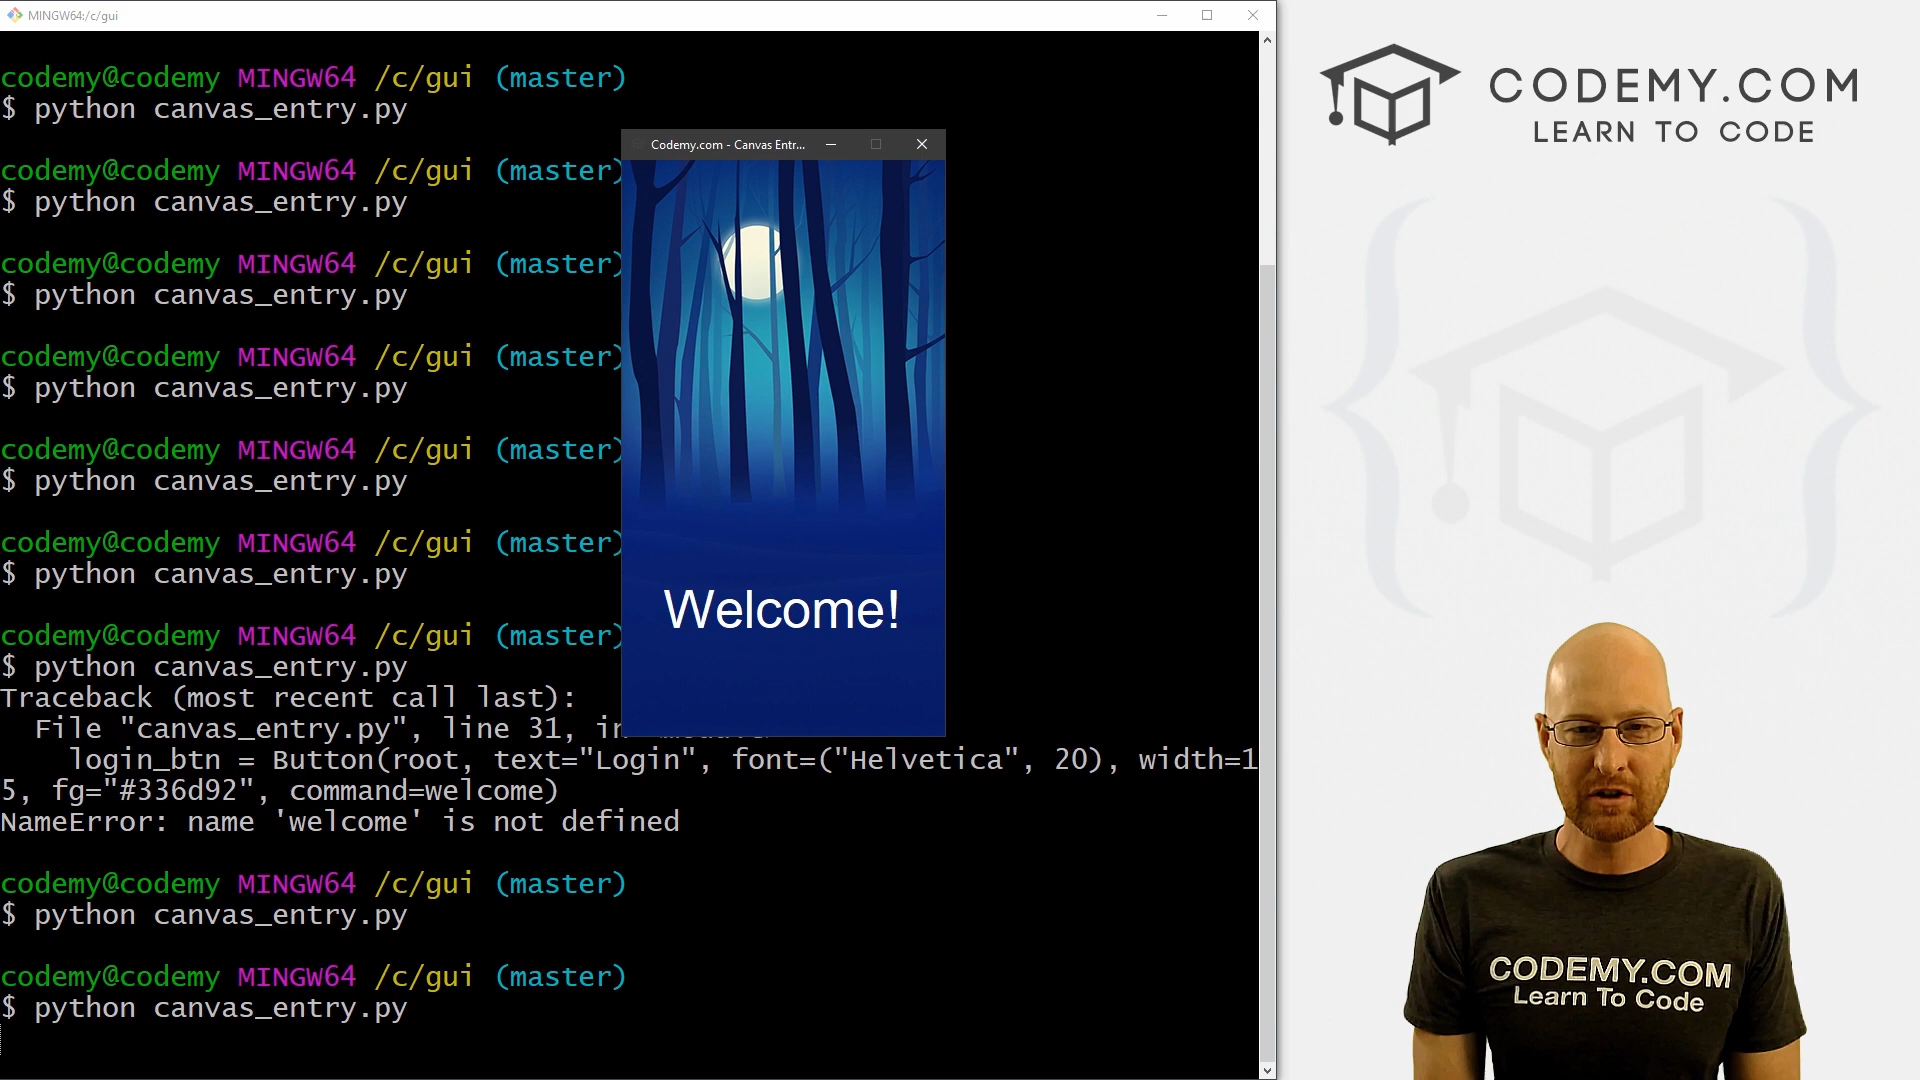 MINGW64:/c/gui
codemy@codemy MINGW64 /c/gui (master)
$ python canvas_entry.py
codemy@codemy MINGW64 /c/gui (master)
$ python canvas_entry.py
codemy@codemy MINGW64 /c/gui (master)
$ python canvas_entry.py
codemy@codemy MINGW64 /c/gui (master)
$ python canvas_entry.py
codemy@codemy MINGW64 /c/gui (master)
$ python canvas_entry.py
codemy@codemy MINGW64 /c/gui (master)
$ python canvas_entry.py
codemy@codemy MINGW64 /c/gui (master)
$ python canvas_entry.py
Traceback (most recent call last):
File "canvas_entry.py", line 31, in
login_btn = Button(root, text="Login", font=("Helvetica", 20), width=1
5, fg="#336d92", command=welcome)
NameError: name 'welcome' is not defined
codemy@codemy MINGW64 /c/gui (master)
$ python canvas_entry.py
codemy@codemy MINGW64 /c/gui (master)
$ python canvas_entry.py
Codemy.com - Canvas Entr...
Welcome!
CODEMY.COM
LEARN TO CODE
CODEMY.COM
Learn To Code